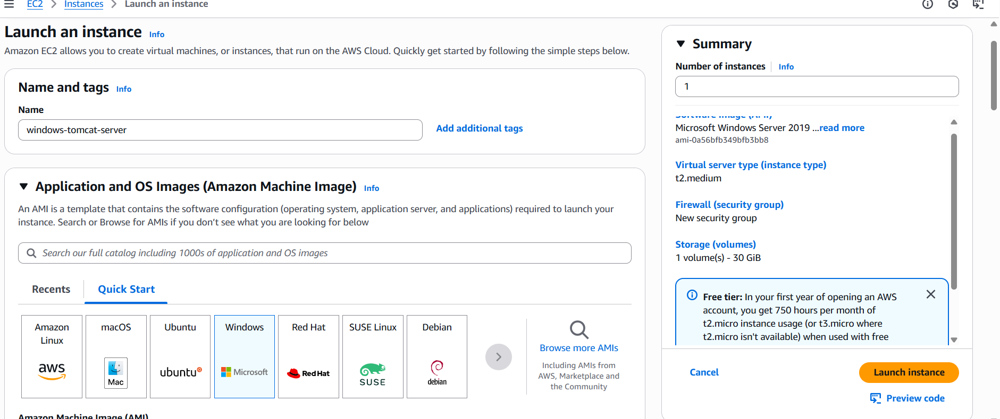 EC2 > Instances > Launch an instance
Launch an instance Info
Amazon EC2 allows you to create virtual machines, or instances, that run on the AWS Cloud. Quickly get started by following the simple steps below.
Name and tags Info
Name
windows-tomcat-server
Add additional tags
Application and OS Images (Amazon Machine Image) Info
An AMI is a template that contains the software configuration (operating system, application server, and applications) required to launch your
instance. Search or Browse for AMIs if you don’t see what you are looking for below
Search our full catalog including 1000s of application and OS images
Recents
Quick Start
Amazon
Linux
aws
macOS
Mac
Ubuntu
ubuntu
Windows
Microsoft
Red Hat
Red Hat
SUSE Linux
SUSE
Debian
debian
Browse more AMIs
Including AMIs from
AWS, Marketplace and
the Community
Amazon Machine Image (AMI)
Summary
Number of instances Info
1
Software Image (AMI)
Microsoft Windows Server 2019 ...read more
ami-0a56bfb349bfb3bb8
Virtual server type (instance type)
t2.medium
Firewall (security group)
New security group
Storage (volumes)
1 volume(s) - 30 GiB
Free tier: In your first year of opening an AWS
account, you get 750 hours per month of
t2.micro instance usage (or t3.micro where
t2.micro isn't available) when used with free
Cancel
Launch instance
Preview code